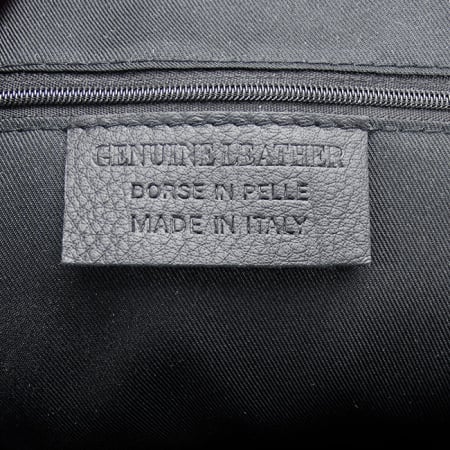 GENUINE LEATHER
BORSE IN PELLE
MADE IN ITALY